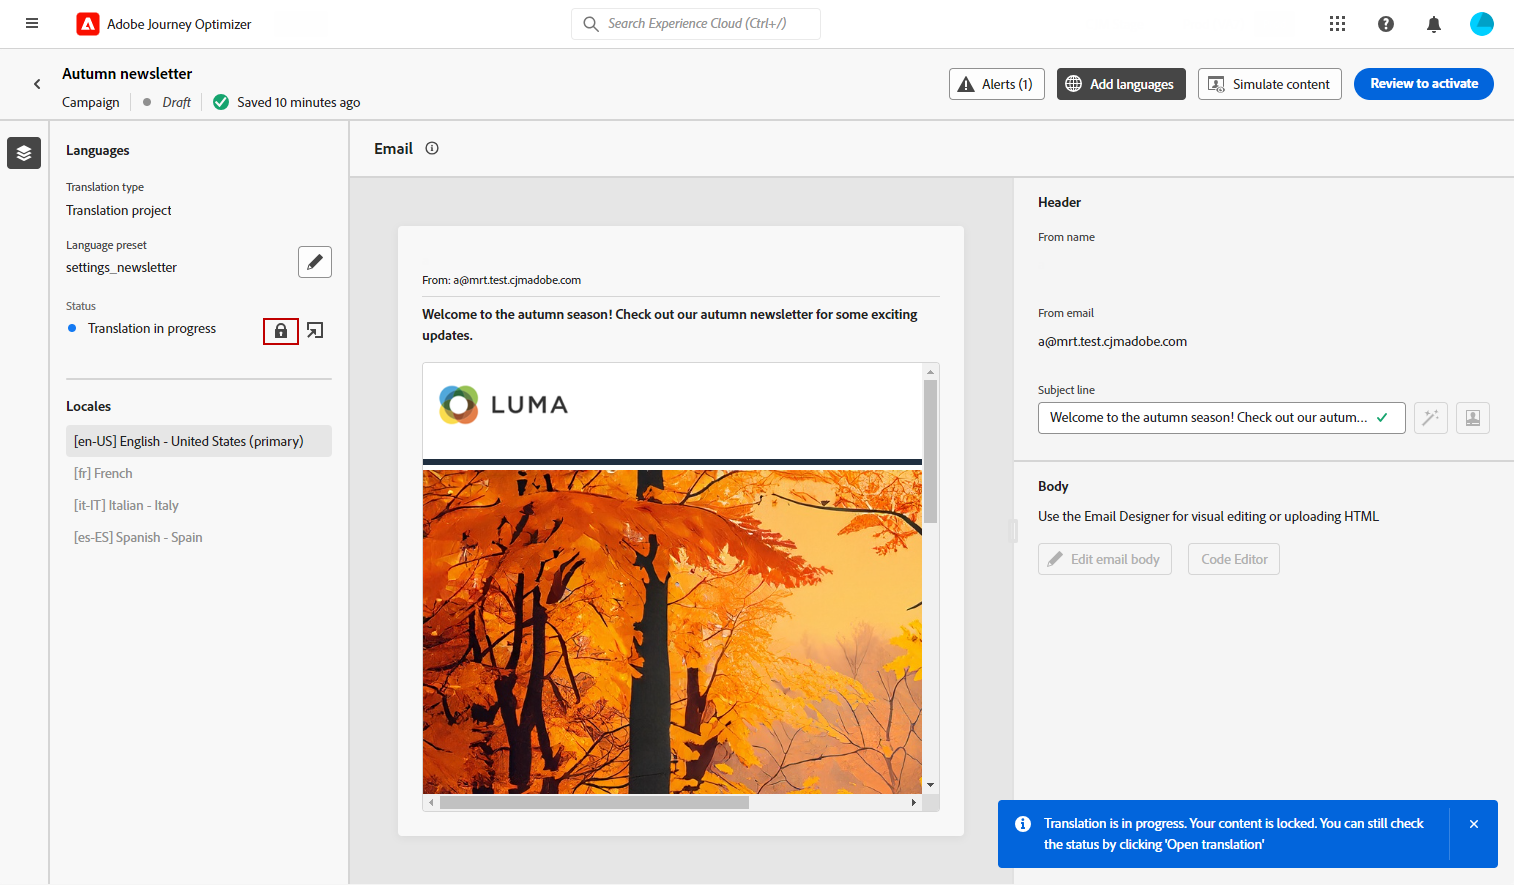 Adobe Journey Optimizer
Search Experience Cloud (Ctrl+/)
Autumn newsletter
Campaign
Draft
Saved 10 minutes ago
Alerts (1)
Add languages
Simulate content
Review to activate
Languages
Translation type
Translation project
Language preset
settings_newsletter
Status
Translation in progress
Locales
[en-US] English - United States (primary)
[fr] French
[it-IT] Italian - Italy
[es-ES] Spanish - Spain
Email
From: a@mrt.test.cjmadobe.com
Welcome to the autumn season! Check out our autumn newsletter for some exciting
updates.
LUMA
Header
From name
From email
a@mrt.test.cjmadobe.com
Subject line
Welcome to the autumn season! Check out our autum...
Body
Use the Email Designer for visual editing or uploading HTML
Edit email body
Code Editor
Translation is in progress. Your content is locked. You can still check
the status by clicking 'Open translation'